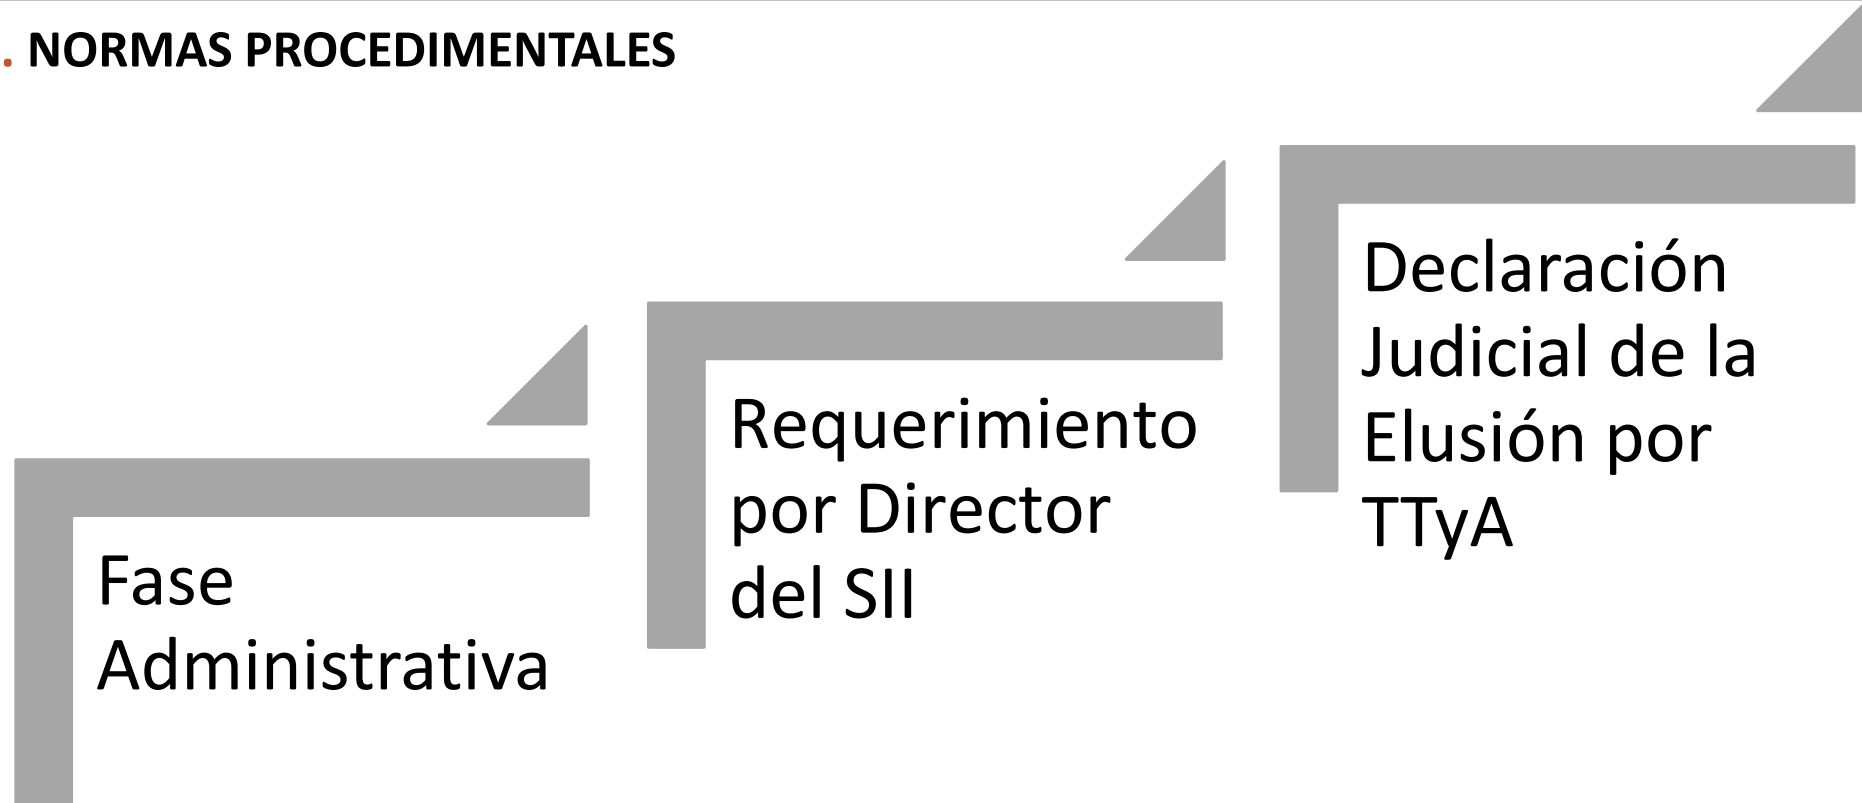 . NORMAS PROCEDIMENTALES
Fase
Administrativa
Requerimiento
por Director
del SII
Declaración
Judicial de la
Elusión por
TTyA